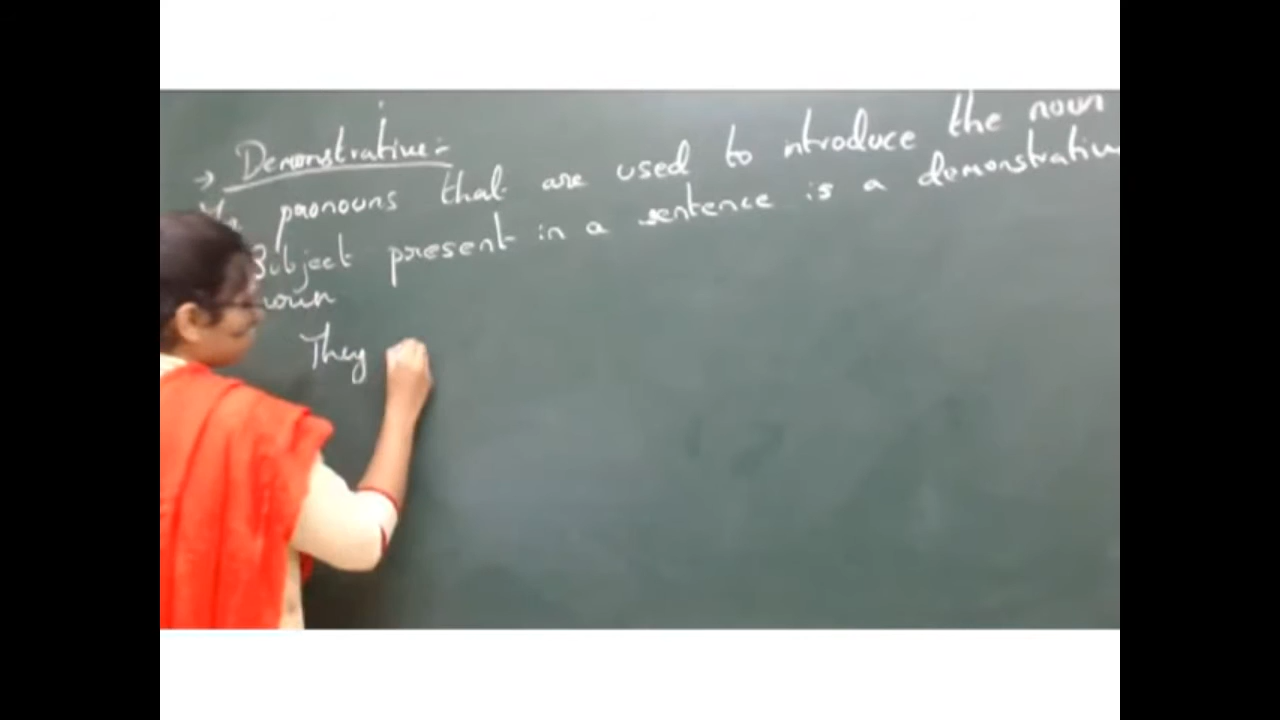 → Demonstrative:-
pronouns that are used to introduce the noun
Subject present in a sentence is a demonstrative
noun
They